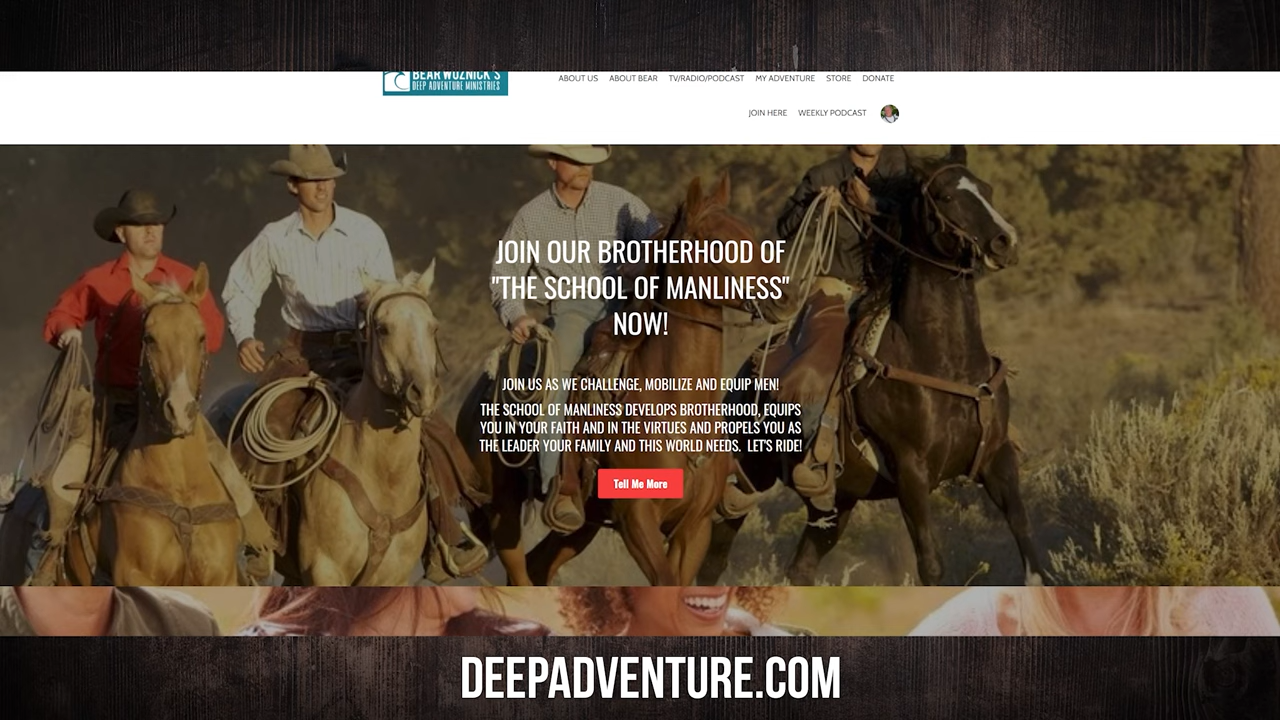 BEAR WOZNICK'S
DEEP ADVENTURE MINISTRIES
ABOUT US ABOUT BEAR TV/RADIO/PODCAST MY ADVENTURE STORE DONATE
JOIN HERE WEEKLY PODCAST
JOIN OUR BROTHERHOOD OF
"THE SCHOOL OF MANLINESS"
NOW!
JOIN US AS WE CHALLENGE, MOBILIZE AND EQUIP MEN!
THE SCHOOL OF MANLINESS DEVELOPS BROTHERHOOD, EQUIPS
YOU IN YOUR FAITH AND IN THE VIRTUES AND PROPELS YOU AS
THE LEADER YOUR FAMILY AND THIS WORLD NEEDS. LET'S RIDE!
Tell Me More
DEEPADVENTURE.COM